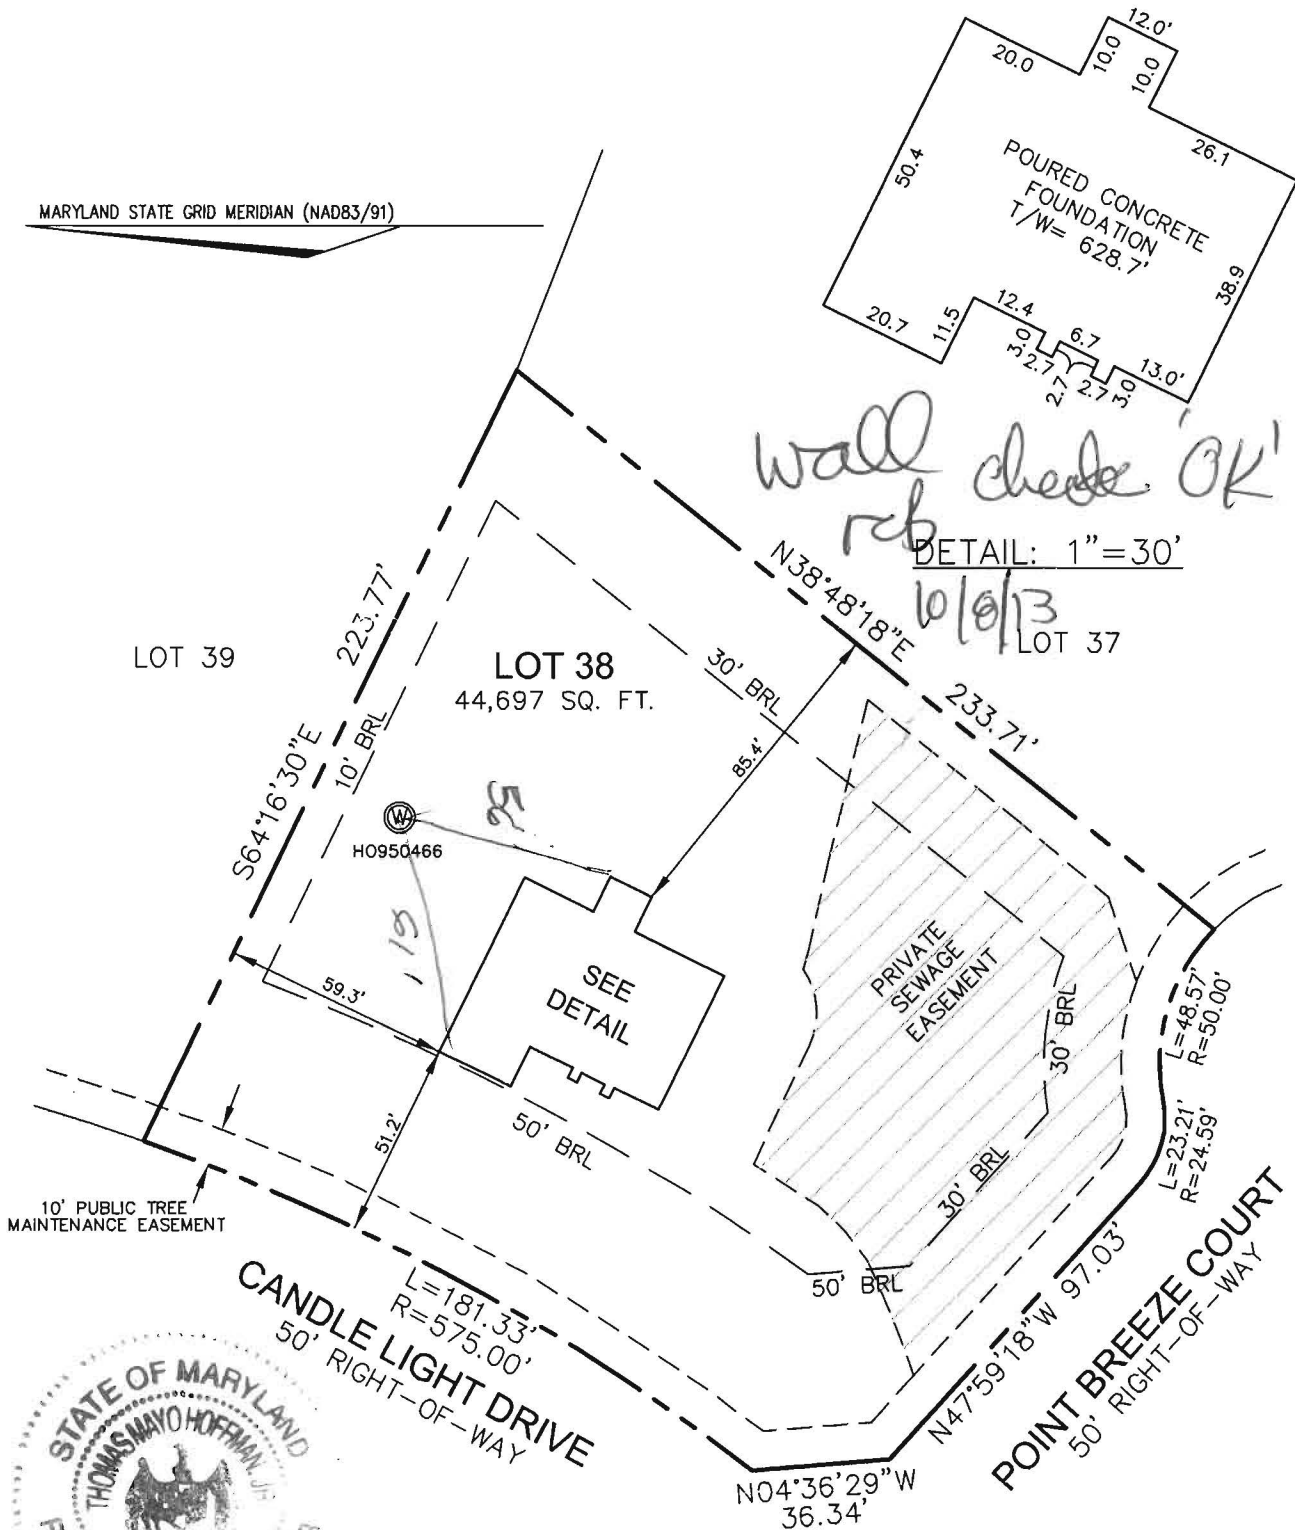 12.0'
20.0
10.0
10.0
26.1
50.4
POURED CONCRETE
FOUNDATION
T/W= 628.7'
38.9
20.7
11.5
12.4
3.0
2.7
6.7
2.7
2.7
3.0
13.0'
MARYLAND STATE GRID MERIDIAN (NAD83/91)
wall check 'OK'
rcb
DETAIL: 1"=30'
LOT 37
LOT 39
LOT 38
44,697 SQ. FT.
S64°16'30"E 223.77'
10' BRL
30' BRL
N38°48'18"E 233.71'
85.4'
W
HO950466
59.3'
SEE
DETAIL
51.2'
50' BRL
PRIVATE
SEWAGE
EASEMENT
30' BRL
30' BRL
50' BRL
L=48.57'
R=50.00'
L=23.21'
R=24.59'
10' PUBLIC TREE
MAINTENANCE EASEMENT
CANDLE LIGHT DRIVE
50' RIGHT-OF-WAY
L=181.33'
R=575.00'
N04°36'29"W
36.34'
N47°59'18"W 97.03'
POINT BREEZE COURT
50' RIGHT-OF-WAY
STATE OF MARYLAND
THOMAS MAYO HOFFMAN, JR